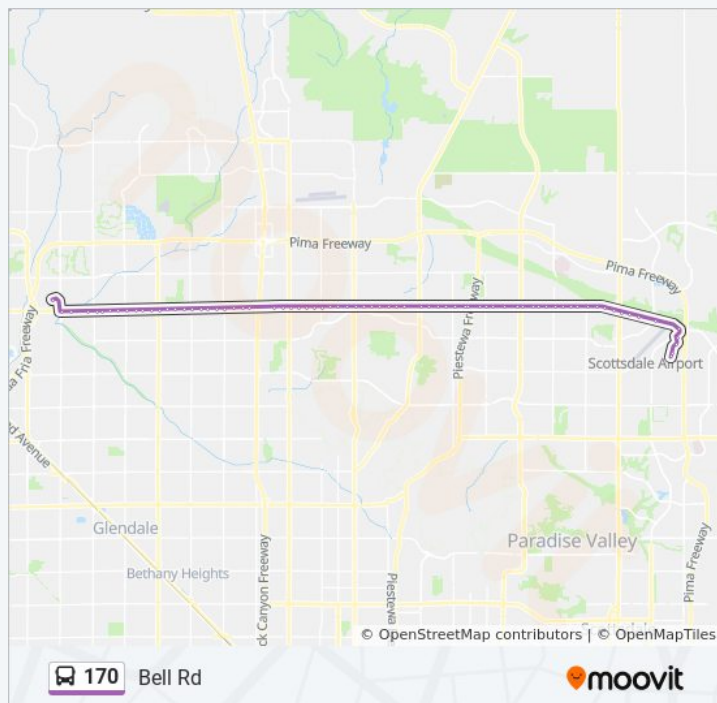 Pima Freeway
Pima Freeway
Piestewa Freeway
Fria Freeway
Scottsdale Airport
Avenue
Glendale
Paradise Valley
Bethany Heights
Canyon Freeway
Piestewa
Pima Freeway
© OpenStreetMap contributors | © OpenMapTiles
170 Bell Rd
moovit